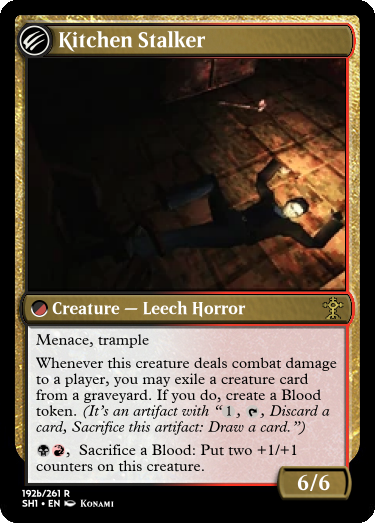 Kitchen Stalker
Creature — Leech Horror
Menace, trample
Whenever this creature deals combat damage
to a player, you may exile a creature card
from a graveyard. If you do, create a Blood
token. (It's an artifact with “1, , Discard a
card, Sacrifice this artifact: Draw a card.”)
, Sacrifice a Blood: Put two +1/+1
counters on this creature.
6/6
192b/261 R
SH1 • EN Konami